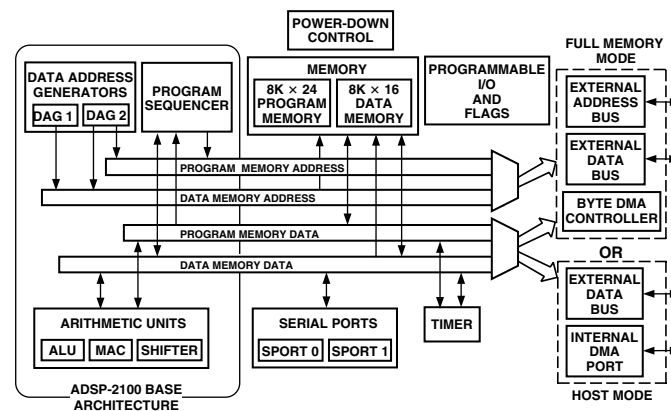 POWER-DOWN
CONTROL
FULL MEMORY
MODE
DATA ADDRESS
GENERATORS
DAG 1
DAG 2
PROGRAM
SEQUENCER
MEMORY
8K × 24
PROGRAM
MEMORY
8K × 16
DATA
MEMORY
PROGRAMMABLE
I/O
AND
FLAGS
EXTERNAL
ADDRESS
BUS
EXTERNAL
DATA
BUS
BYTE DMA
CONTROLLER
PROGRAM MEMORY ADDRESS
DATA MEMORY ADDRESS
PROGRAM MEMORY DATA
DATA MEMORY DATA
OR
EXTERNAL
DATA
BUS
INTERNAL
DMA
PORT
HOST MODE
ARITHMETIC UNITS
ALU
MAC
SHIFTER
SERIAL PORTS
SPORT 0
SPORT 1
TIMER
ADSP-2100 BASE
ARCHITECTURE